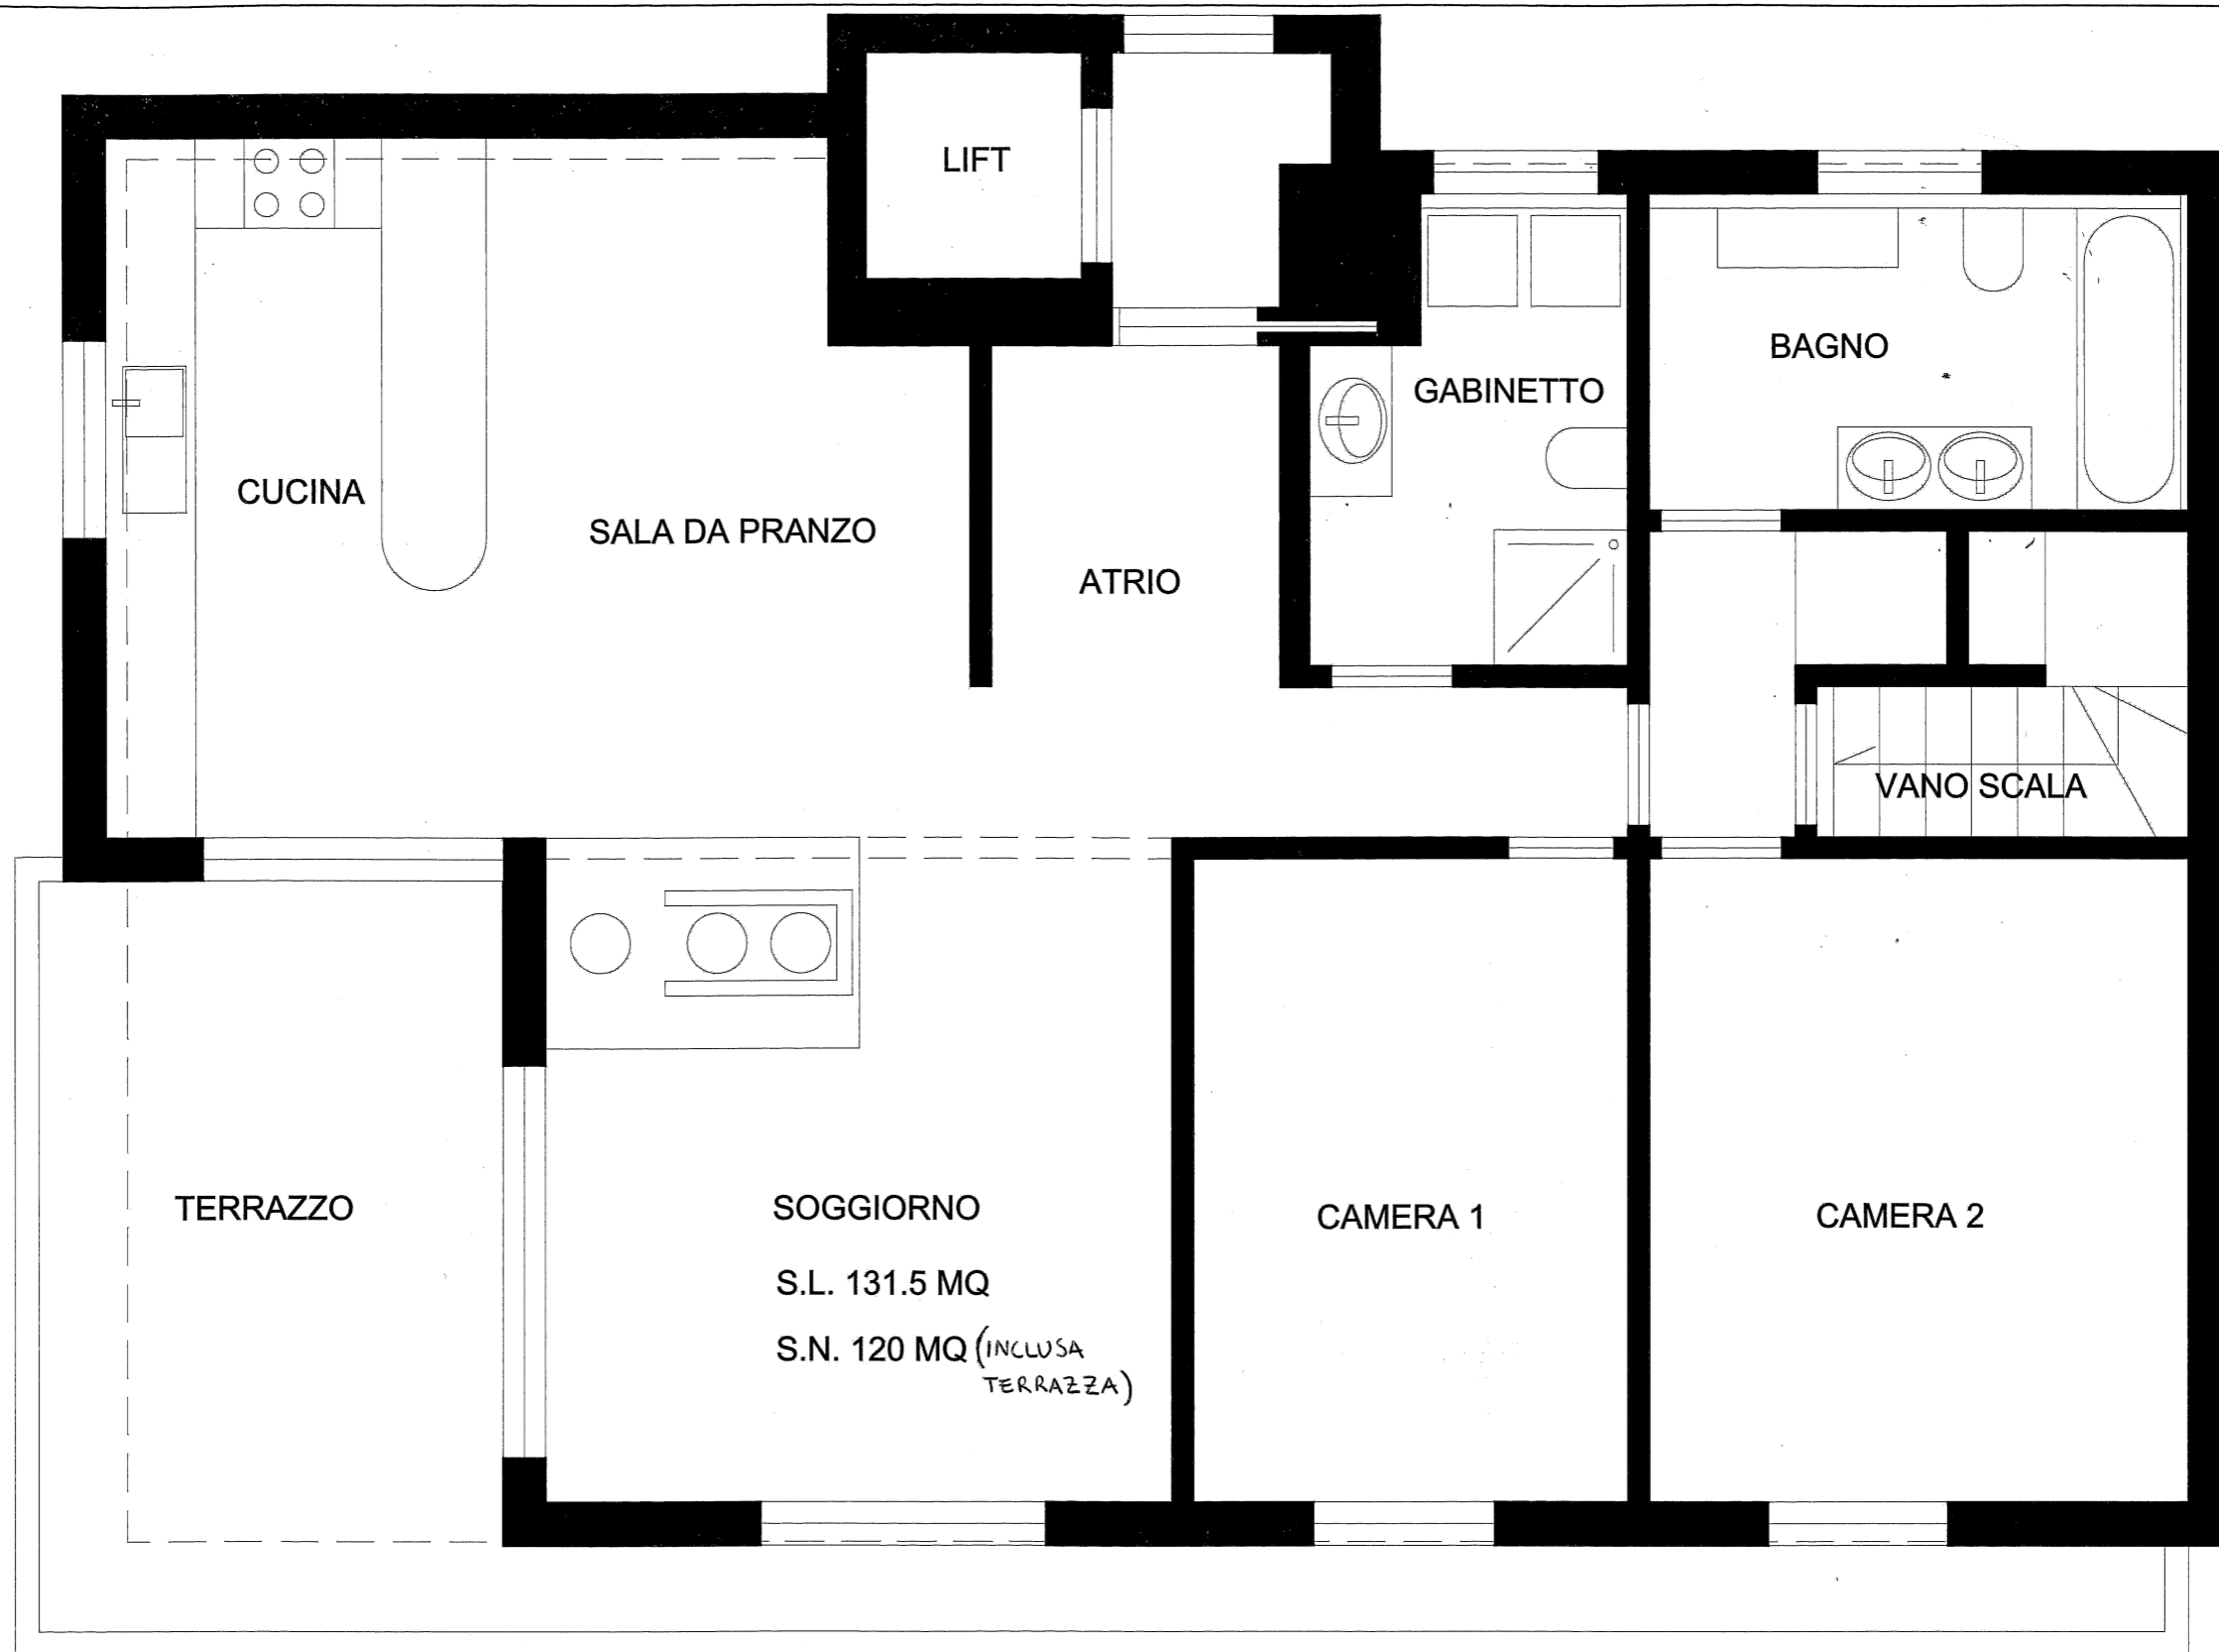 LIFT
BAGNO
GABINETTO
CUCINA
SALA DA PRANZO
ATRIO
VANO SCALA
TERRAZZO
SOGGIORNO
CAMERA 1
CAMERA 2
S.L. 131.5 MQ
S.N. 120 MQ (INCLUSA
TERRAZZA)